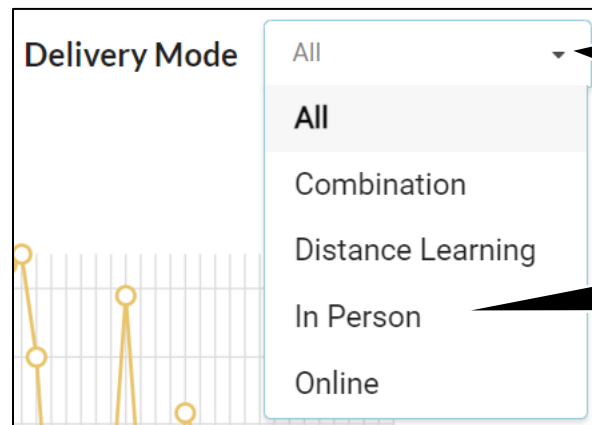 Delivery Mode All
All
Combination
Distance Learning
In Person
Online